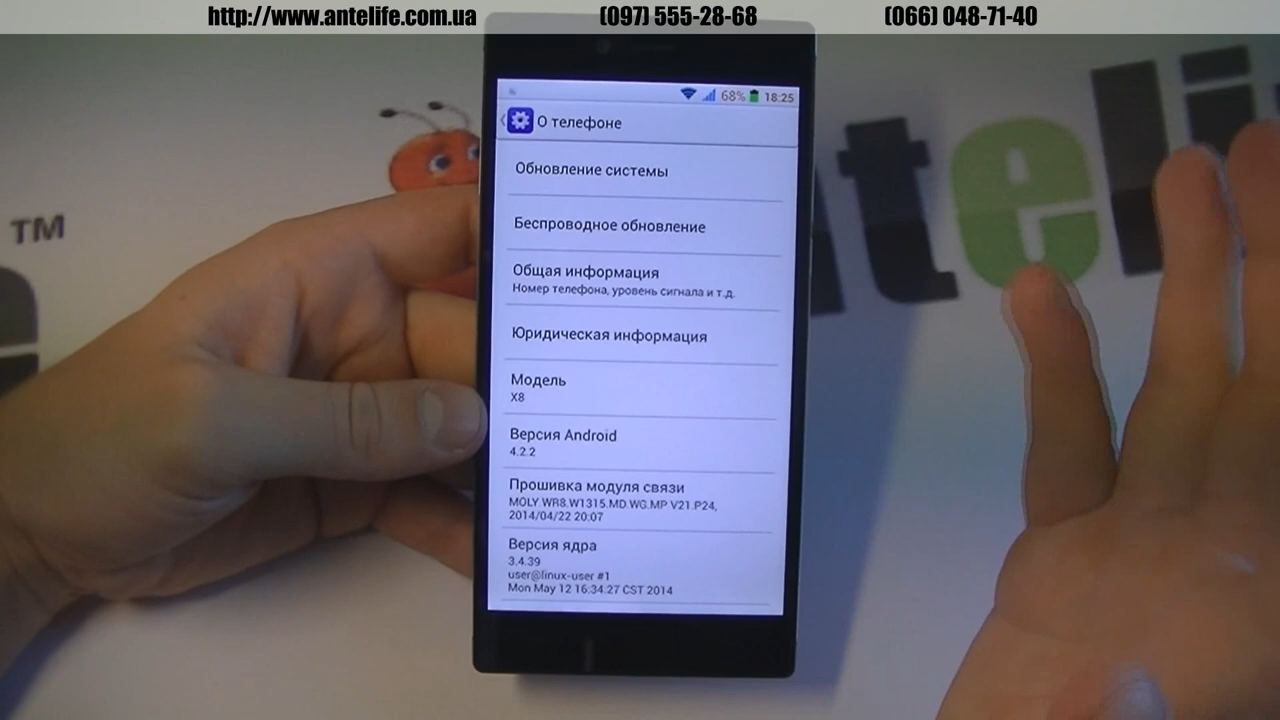 http://www.antelife.com.ua (097) 555-28-68 (066) 048-71-40
68% 18:25
О телефоне
Обновление системы
Беспроводное обновление
Общая информация
Номер телефона, уровень сигнала и т.д.
Юридическая информация
Модель
X8
Версия Android
4.2.2
Прошивка модуля связи
MOLY.WR8.W1315.MD.WG.MP.V21.P24,
2014/04/22 20:07
Версия ядра
3.4.39
user@linux-user #1
Mon May 12 16:34:27 CST 2014
TM
teli